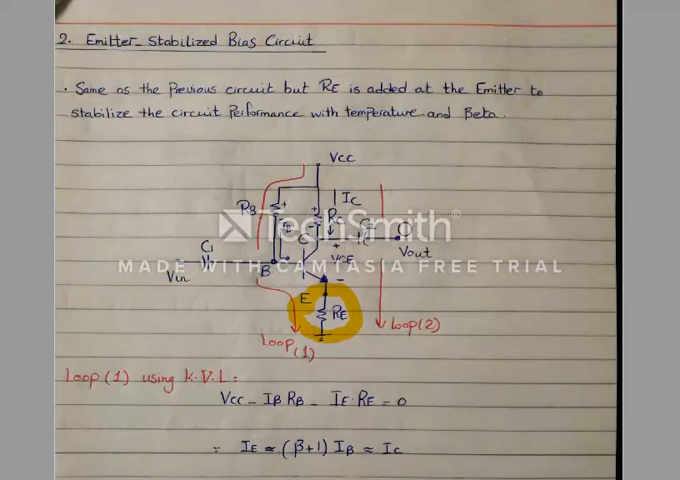 2. Emitter_Stabilized Bias Circuit
. Same as the Previous circuit but RE is added at the Emitter to
stabilize the circuit Performance with temperature and Beta.
Vcc
RB
IC
RC
TechSmith
C1
C
C2
VCE
Vout
MADE WITH CAMTASIA FREE TRIAL
Vin
B
E
RE
Loop(1)
Loop(2)
Loop(1) using K.V.L:
Vcc - IB RB - IE.RE = 0
∵ IE ≈ (β+1) IB ≈ IC